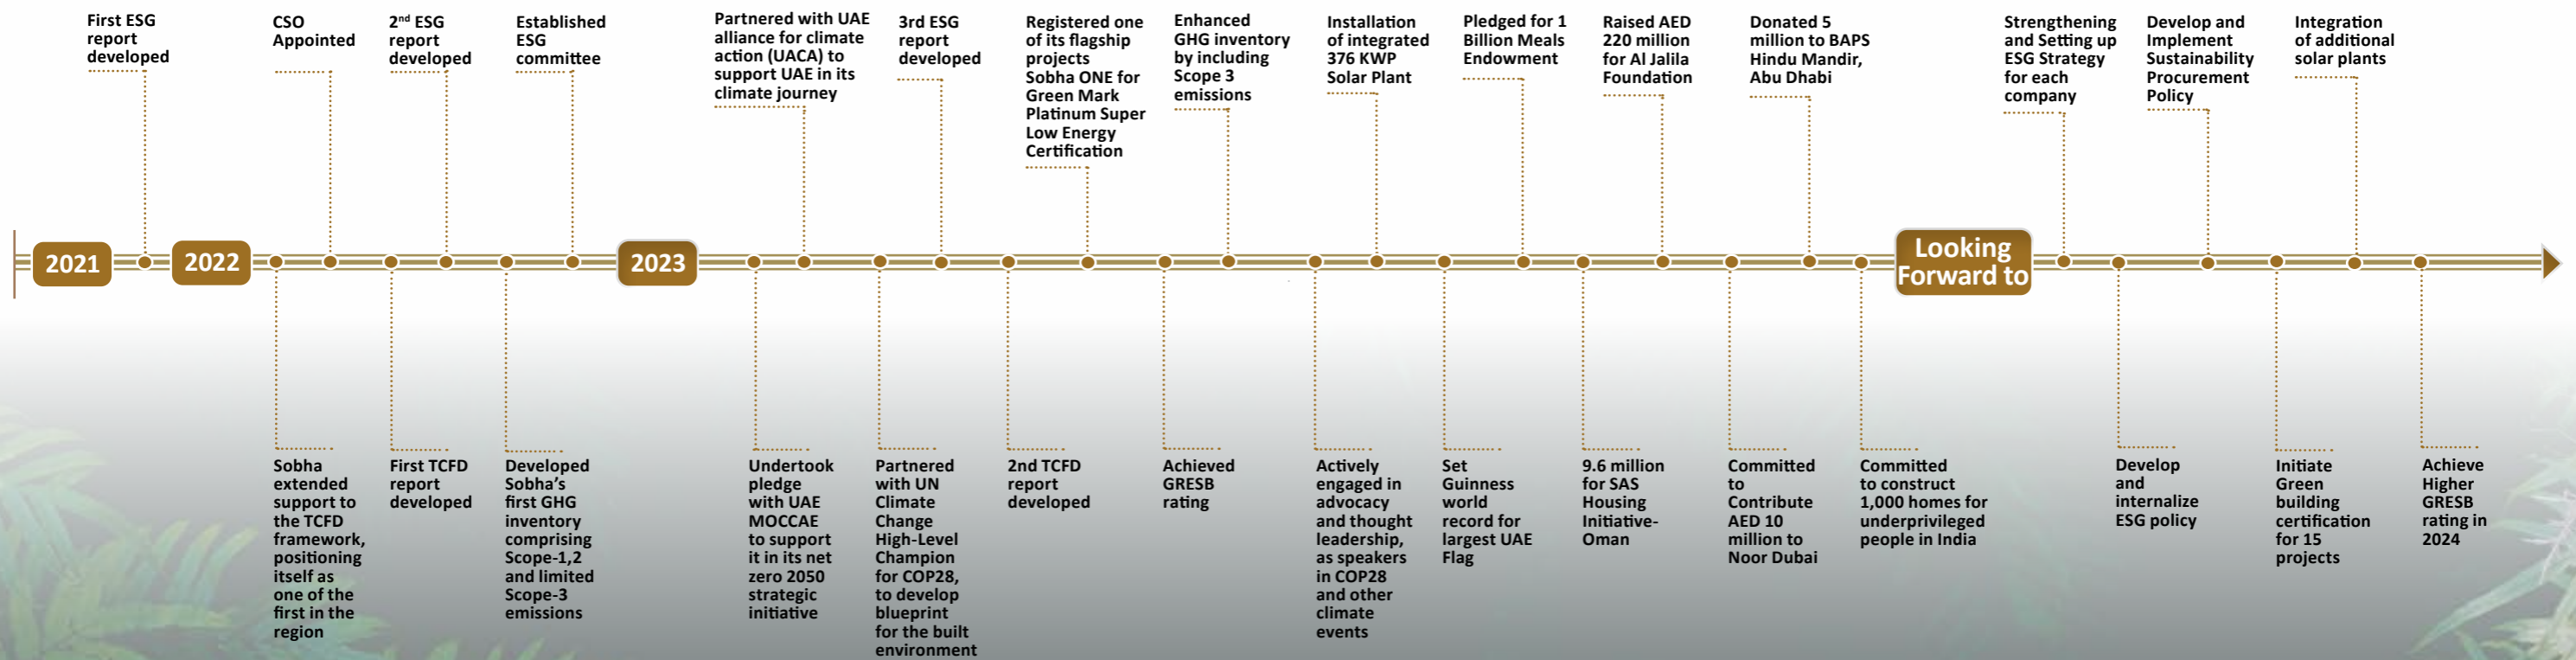 First ESG
report
developed
CSO
Appointed
2nd ESG
report
developed
Established
ESG
committee
Partnered with UAE
alliance for climate
action (UACA) to
support UAE in its
climate journey
3rd ESG
report
developed
Registered one
of its flagship
projects
Sobha ONE for
Green Mark
Platinum Super
Low Energy
Certification
Enhanced
GHG inventory
by including
Scope 3
emissions
Installation
of integrated
376 KWP
Solar Plant
Pledged for 1
Billion Meals
Endowment
Raised AED
220 million
for Al Jalila
Foundation
Donated 5
million to BAPS
Hindu Mandir,
Abu Dhabi
Strengthening
and Setting up
ESG Strategy
for each
company
Develop and
Implement
Sustainability
Procurement
Policy
Integration
of additional
solar plants
2021
2022
2023
Looking
Forward to
Sobha
extended
support to
the TCFD
framework,
positioning
itself as
one of the
first in the
region
First TCFD
report
developed
Developed
Sobha's
first GHG
inventory
comprising
Scope-1,2
and limited
Scope-3
emissions
Undertook
pledge
with UAE
MOCCAE
to support
it in its net
zero 2050
strategic
initiative
Partnered
with UN
Climate
Change
High-Level
Champion
for COP28,
to develop
blueprint
for the built
environment
2nd TCFD
report
developed
Achieved
GRESB
rating
Actively
engaged in
advocacy
and thought
leadership,
as speakers
in COP28
and other
climate
events
Set
Guinness
world
record for
largest UAE
Flag
9.6 million
for SAS
Housing
Initiative-
Oman
Committed
to
Contribute
AED 10
million to
Noor Dubai
Committed
to construct
1,000 homes for
underprivileged
people in India
Develop
and
internalize
ESG policy
Initiate
Green
building
certification
for 15
projects
Achieve
Higher
GRESB
rating in
2024